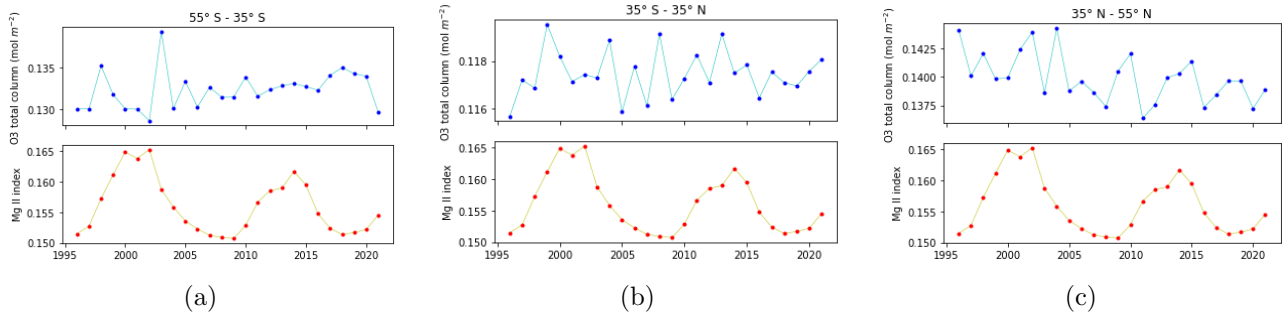 55° S - 35° S
O3 total column (mol m⁻²)
0.135
0.130
Mg II index
0.165
0.160
0.155
0.150
1995 2000 2005 2010 2015 2020
(a)
35° S - 35° N
O3 total column (mol m⁻²)
0.118
0.116
Mg II index
0.165
0.160
0.155
0.150
1995 2000 2005 2010 2015 2020
(b)
35° N - 55° N
O3 total column (mol m⁻²)
0.1425
0.1400
0.1375
Mg II index
0.165
0.160
0.155
0.150
1995 2000 2005 2010 2015 2020
(c)